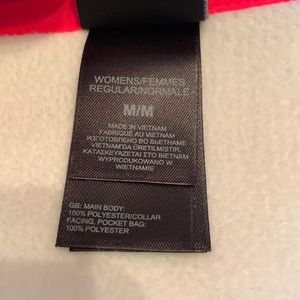 WOMENS/FEMMES
REGULAR/NORMALE
M/M
MADE IN VIETNAM
FABRIQUÉ AU VIETNAM
ИЗГОТОВЛЕНО ВО ВЬЕТНАМЕ
VIETNAM'DA ÜRETILMIŞTIR.
ΚΑΤΑΣΚΕΥΑΖΕΤΑΙ ΣΤΟ ΒΙΕΤΝΑΜ
WYPRODUKOWANO W
WIETNAMIE
GB: MAIN BODY:
100% POLYESTER/COLLAR
FACING, POCKET BAG:
100% POLYESTER